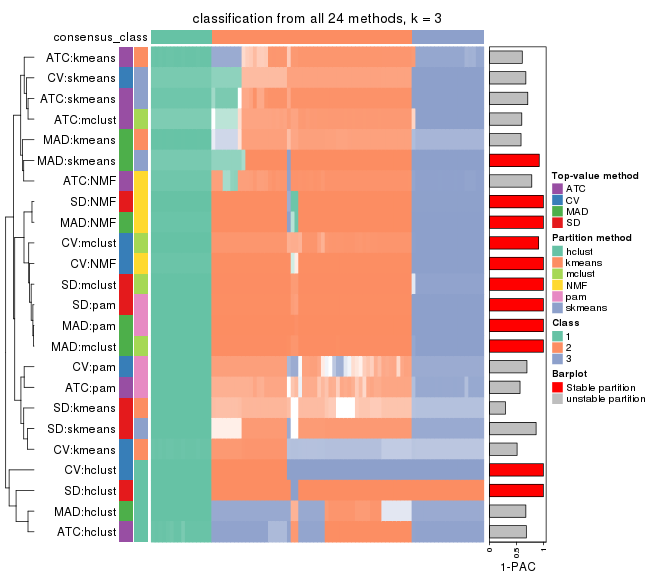 classification from all 24 methods, k = 3
consensus_class
ATC:kmeans
CV:skmeans
ATC:skmeans
ATC:mclust
MAD:kmeans
MAD:skmeans
ATC:NMF
SD:NMF
MAD:NMF
CV:mclust
CV:NMF
SD:mclust
SD:pam
MAD:pam
MAD:mclust
CV:pam
ATC:pam
SD:kmeans
SD:skmeans
CV:kmeans
CV:hclust
SD:hclust
MAD:hclust
ATC:hclust
0
0.5
1
1-PAC
Top-value method
ATC
CV
MAD
SD
Partition method
hclust
kmeans
mclust
NMF
pam
skmeans
Class
1
2
3
Barplot
Stable partition
unstable partition